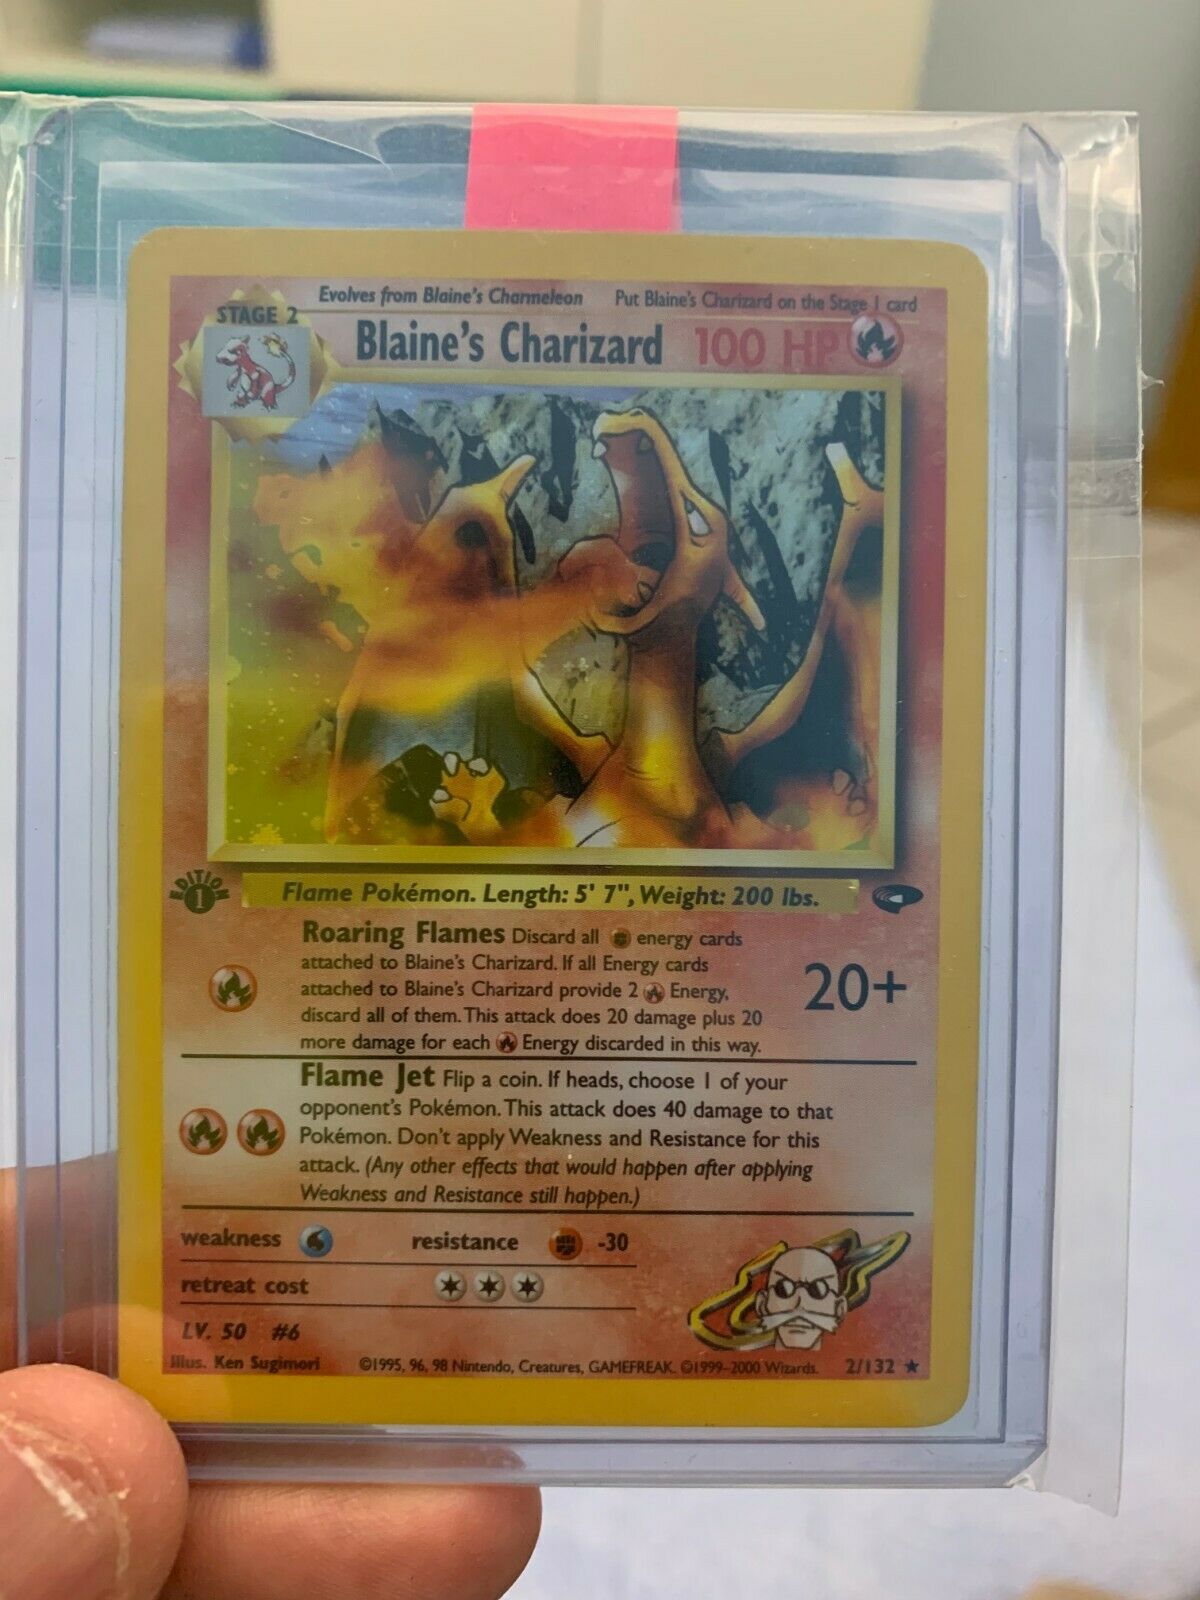 Evolves from Blaine's Charmeleon Put Blaine's Charizard on the Stage 1 card
STAGE 2
Blaine's Charizard 100 HP
EDITION
1
Flame Pokémon. Length: 5' 7", Weight: 200 lbs.
Roaring Flames Discard all energy cards
attached to Blaine's Charizard. If all Energy cards
attached to Blaine's Charizard provide 2 Energy,
discard all of them. This attack does 20 damage plus 20
more damage for each Energy discarded in this way.
20+
Flame Jet Flip a coin. If heads, choose 1 of your
opponent's Pokémon. This attack does 40 damage to that
Pokémon. Don't apply Weakness and Resistance for this
attack. (Any other effects that would happen after applying
Weakness and Resistance still happen.)
weakness resistance -30
retreat cost
LV. 50 #6
Illus. Ken Sugimori ©1995, 96, 98 Nintendo, Creatures, GAMEFREAK. ©1999-2000 Wizards. 2/132 ★